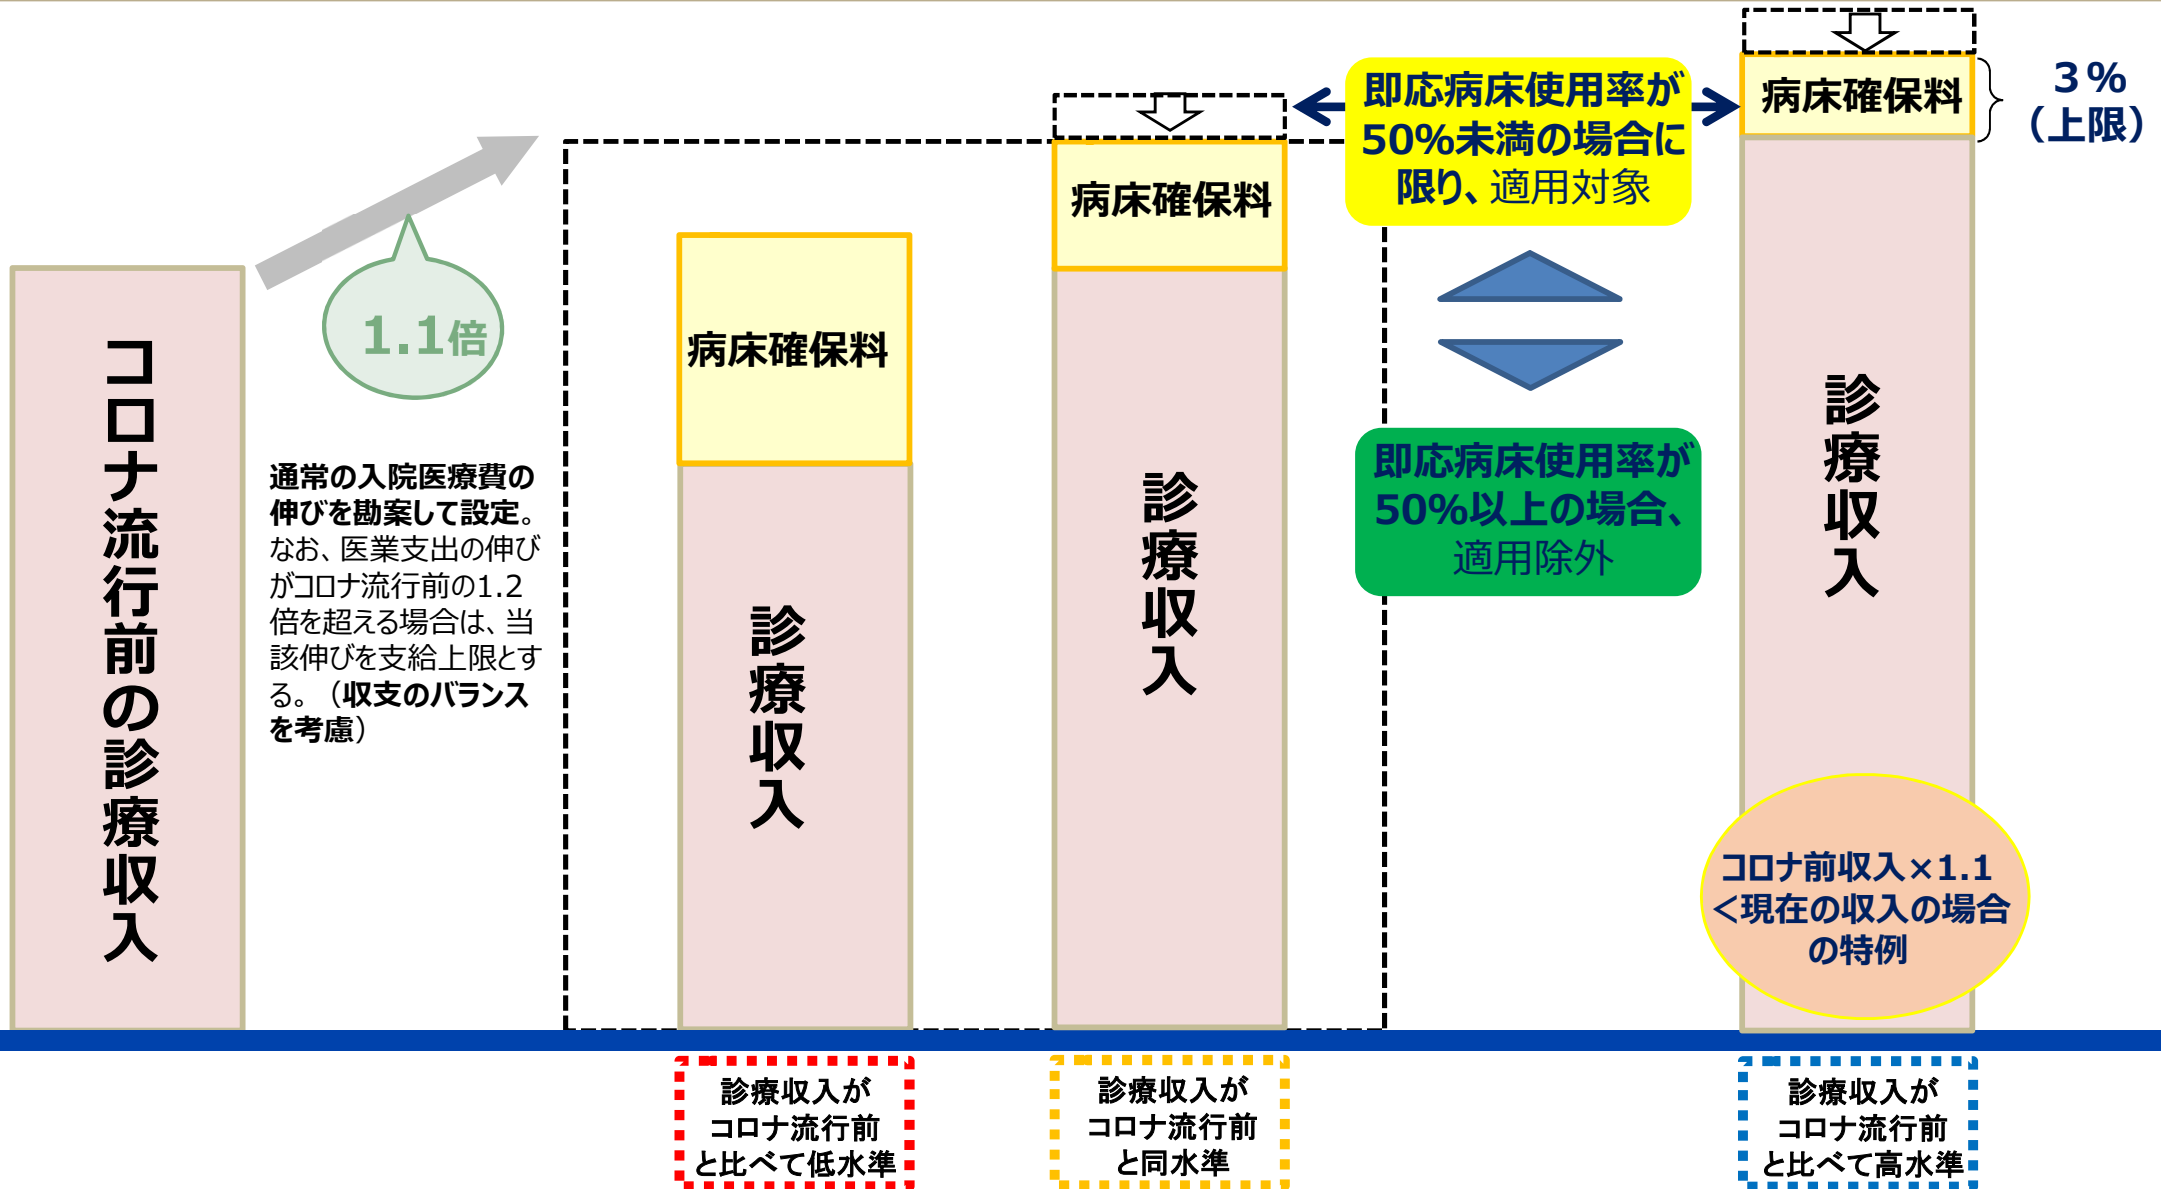 コロナ流行前の診療収入
1.1倍
通常の入院医療費の
伸びを勘案して設定。
なお、医業支出の伸び
がコロナ流行前の1.2
倍を超える場合は、当
該伸びを支給上限とす
る。（収支のバランス
を考慮）
病床確保料
診療収入
病床確保料
診療収入
即応病床使用率が
50%未満の場合に
限り、適用対象
即応病床使用率が
50%以上の場合、
適用除外
病床確保料
３%
（上限）
診療収入
コロナ前収入×1.1
＜現在の収入の場合
の特例
診療収入が
コロナ流行前
と比べて低水準
診療収入が
コロナ流行前
と同水準
診療収入が
コロナ流行前
と比べて高水準